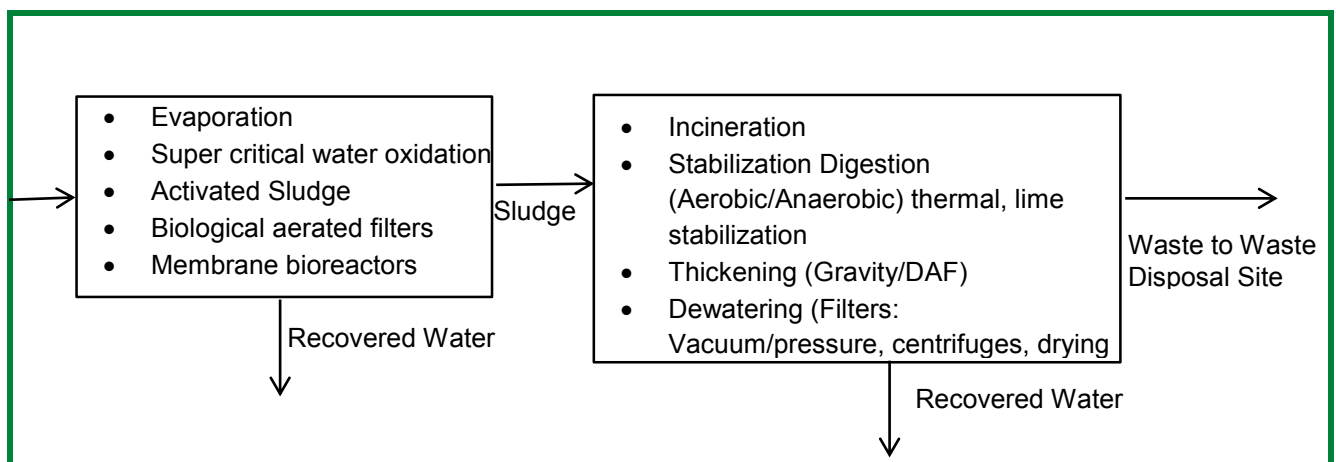 • Evaporation
• Super critical water oxidation
• Activated Sludge
• Biological aerated filters
• Membrane bioreactors
Sludge
Recovered Water
• Incineration
• Stabilization Digestion
(Aerobic/Anaerobic) thermal, lime
stabilization
• Thickening (Gravity/DAF)
• Dewatering (Filters:
Vacuum/pressure, centrifuges, drying
Waste to Waste
Disposal Site
Recovered Water